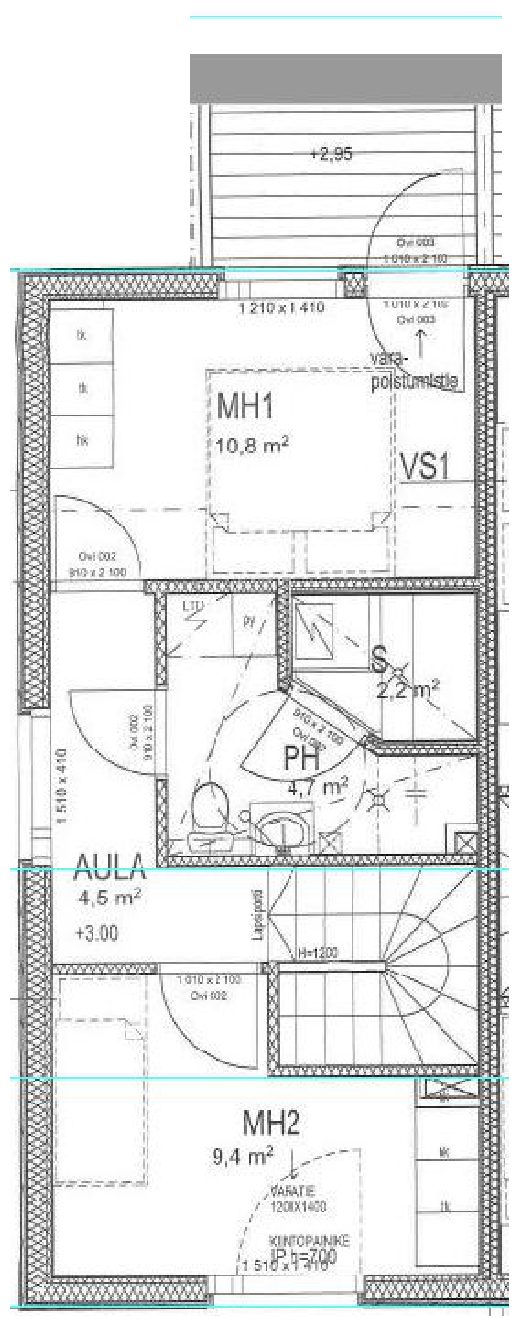 +2,95
Ovi 003
1 010 x 2 100
1 010 x 2 100
Ovi 003
1 210 x 1 410
vara-
poistumistie
tk
tk
hk
MH1
10,8 m²
VS1
Ovi 002
910 x 2 100
LTO
py
S
2,2 m²
910 x 2 100
Ovi 002
Ovi 002
910 x 2 100
PH
4,7 m²
1 510 x 410
AULA
4,5 m²
+3.00
Lapsiportti
H=1200
1 010 x 2 100
Ovi 002
MH2
9,4 m²
VARATIE
1200X1400
KIINTOPAINIKE
IP h=700
1 510 x 1 410
tk